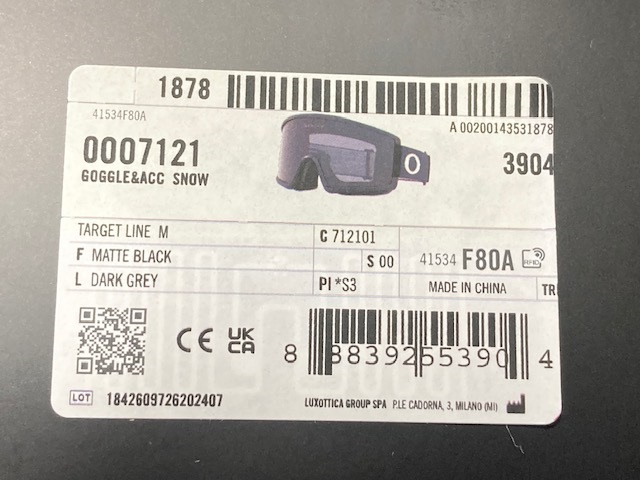 1878
41534F80A
A 00200143531878
0007121
3904
GOGGLE&ACC SNOW
TARGET LINE M
C 712101
F MATTE BLACK
S 00
41534 F80A
RFID
L DARK GREY
PI *S3
MADE IN CHINA
CE UK CA
8 88392 55390 4
LOT 1842609726202407
LUXOTTICA GROUP SPA P.LE CADORNA, 3, MILANO (MI)